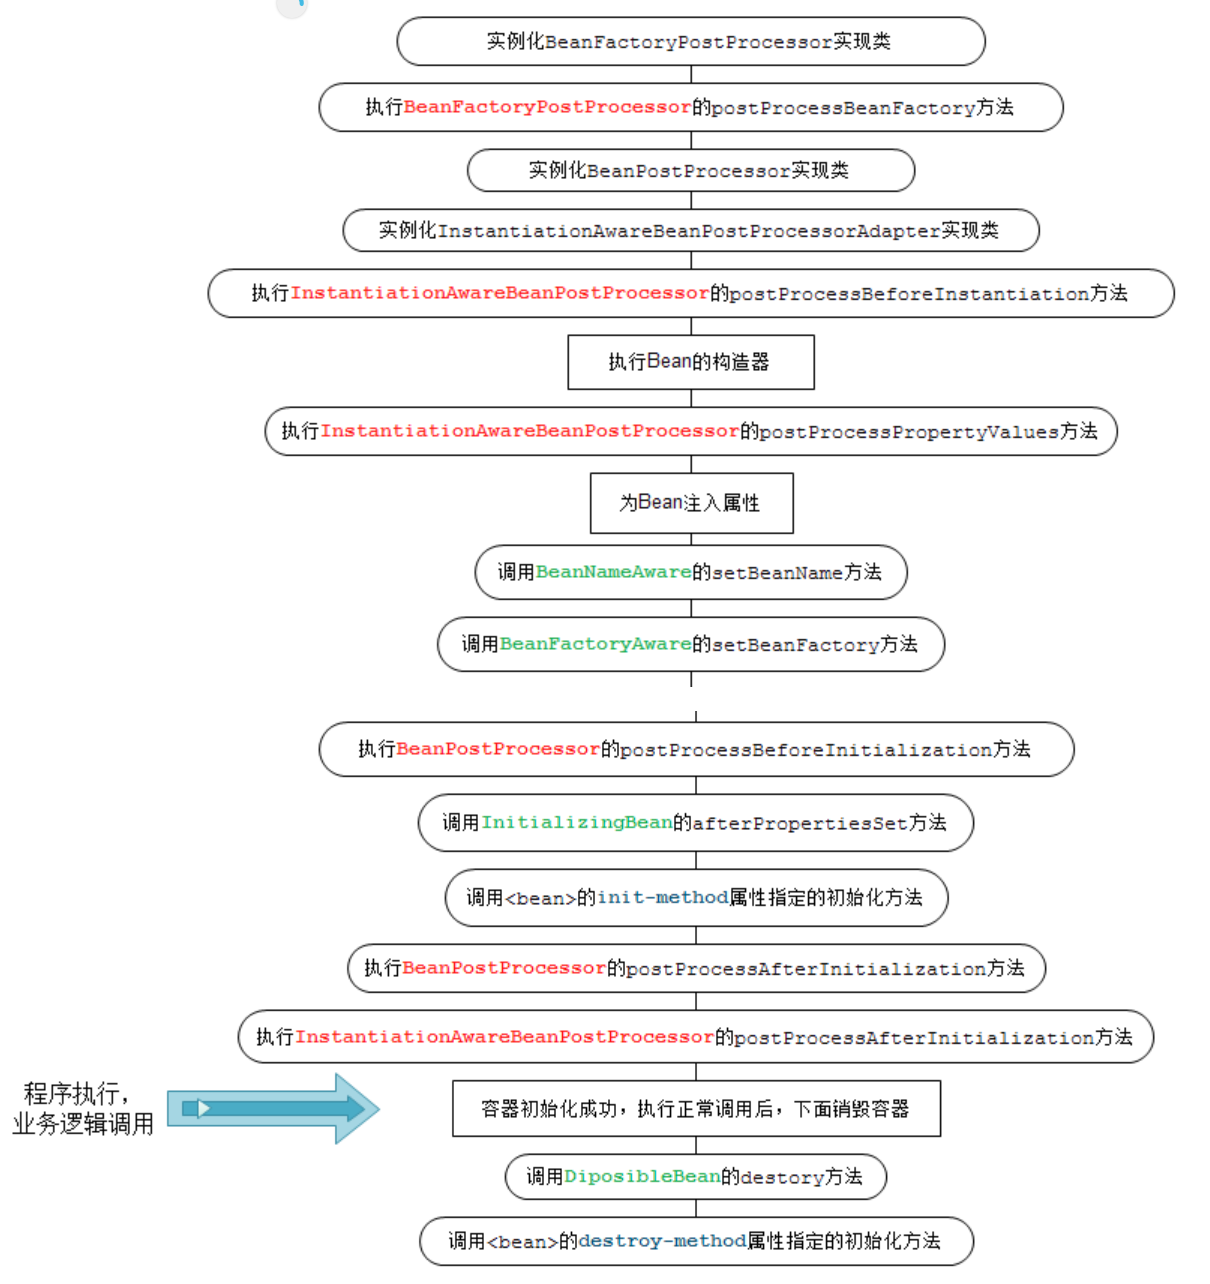 实例化BeanFactoryPostProcessor实现类
执行BeanFactoryPostProcessor的postProcessBeanFactory方法
实例化BeanPostProcessor实现类
实例化InstantiationAwareBeanPostProcessorAdapter实现类
执行InstantiationAwareBeanPostProcessor的postProcessBeforeInstantiation方法
执行Bean的构造器
执行InstantiationAwareBeanPostProcessor的postProcessPropertyValues方法
为Bean注入属性
调用BeanNameAware的setBeanName方法
调用BeanFactoryAware的setBeanFactory方法
执行BeanPostProcessor的postProcessBeforeInitialization方法
调用InitializingBean的afterPropertiesSet方法
调用<bean>的init-method属性指定的初始化方法
执行BeanPostProcessor的postProcessAfterInitialization方法
执行InstantiationAwareBeanPostProcessor的postProcessAfterInitialization方法
程序执行，
业务逻辑调用
容器初始化成功，执行正常调用后，下面销毁容器
调用DiposibleBean的destory方法
调用<bean>的destroy-method属性指定的初始化方法